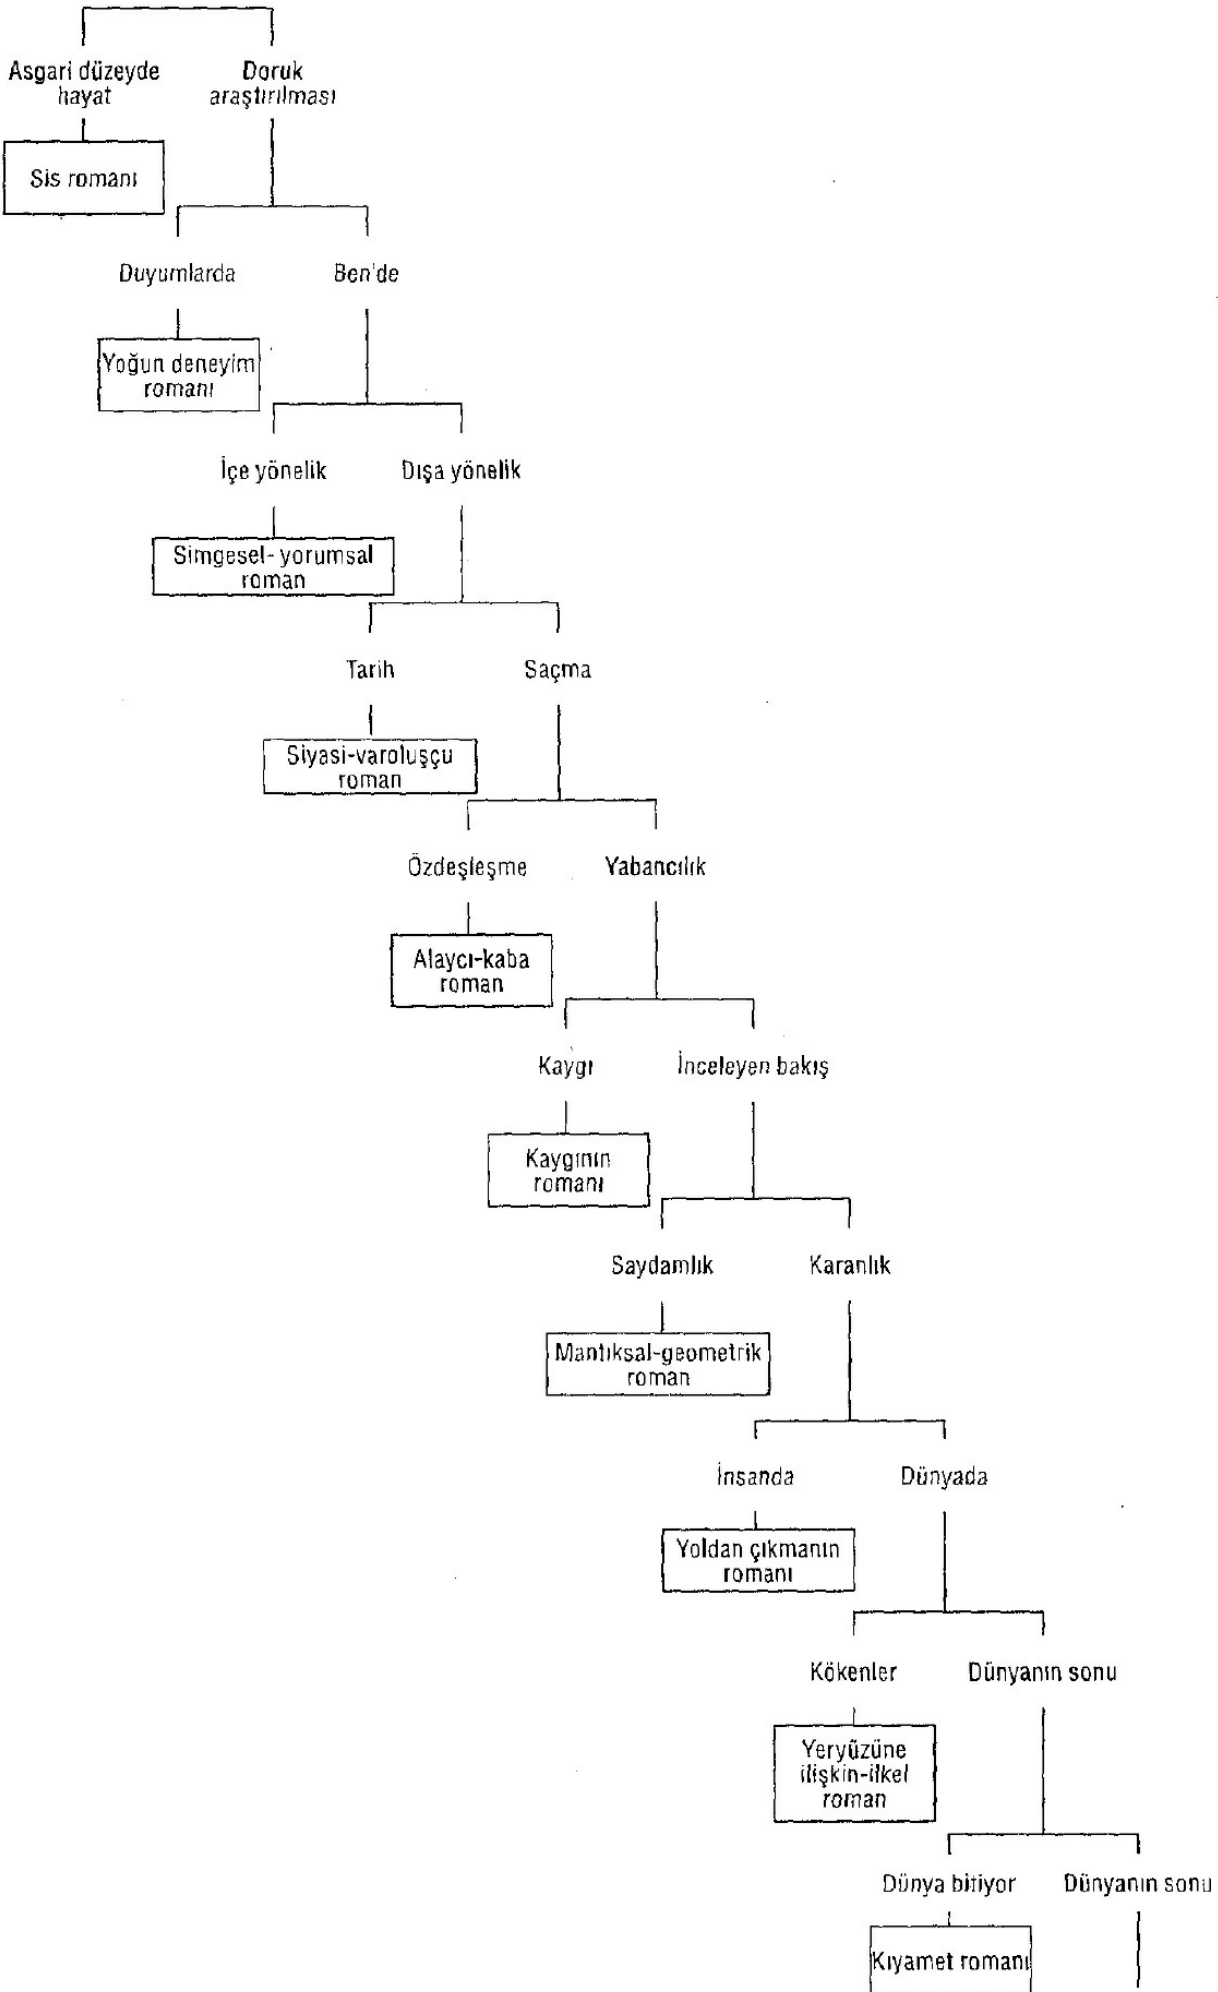 Asgari düzeyde
hayat
Doruk
araştırılması
Sis romanı
Duyumlarda
Ben'de
Yoğun deneyim
romanı
İçe yönelik
Dışa yönelik
Simgesel- yorumsal
roman
Tarih
Saçma
Siyasi-varoluşçu
roman
Özdeşleşme
Yabancılık
Alaycı-kaba
roman
Kaygı
İnceleyen bakış
Kaygının
romanı
Saydamlık
Karanlık
Mantıksal-geometrik
roman
İnsanda
Dünyada
Yoldan çıkmanın
romanı
Kökenler
Dünyanın sonu
Yeryüzüne
ilişkin-ilkel
roman
Dünya bitiyor
Dünyanın sonu
Kıyamet romanı